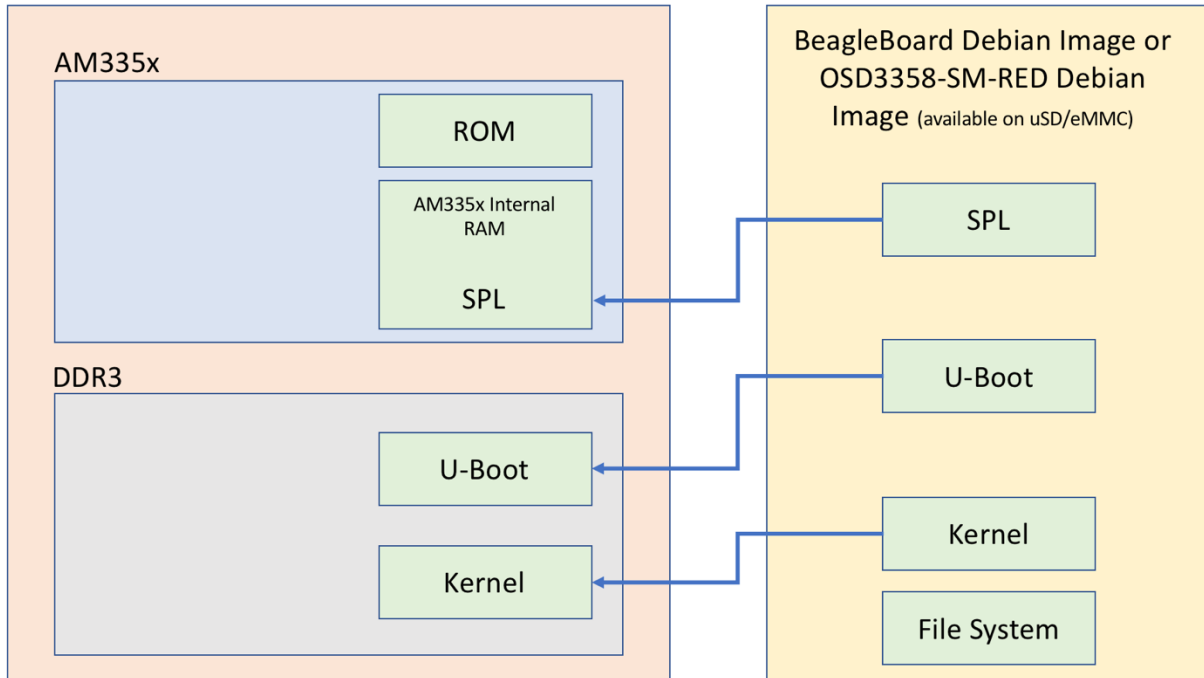 AM335x
ROM
AM335x Internal
RAM
SPL
DDR3
U-Boot
Kernel
BeagleBoard Debian Image or
OSD3358-SM-RED Debian
Image (available on uSD/eMMC)
SPL
U-Boot
Kernel
File System